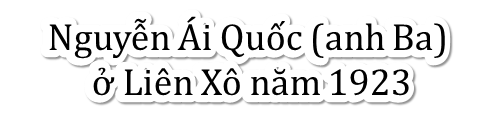 Nguyễn Ái Quốc (anh Ba)
ở Liên Xô năm 1923